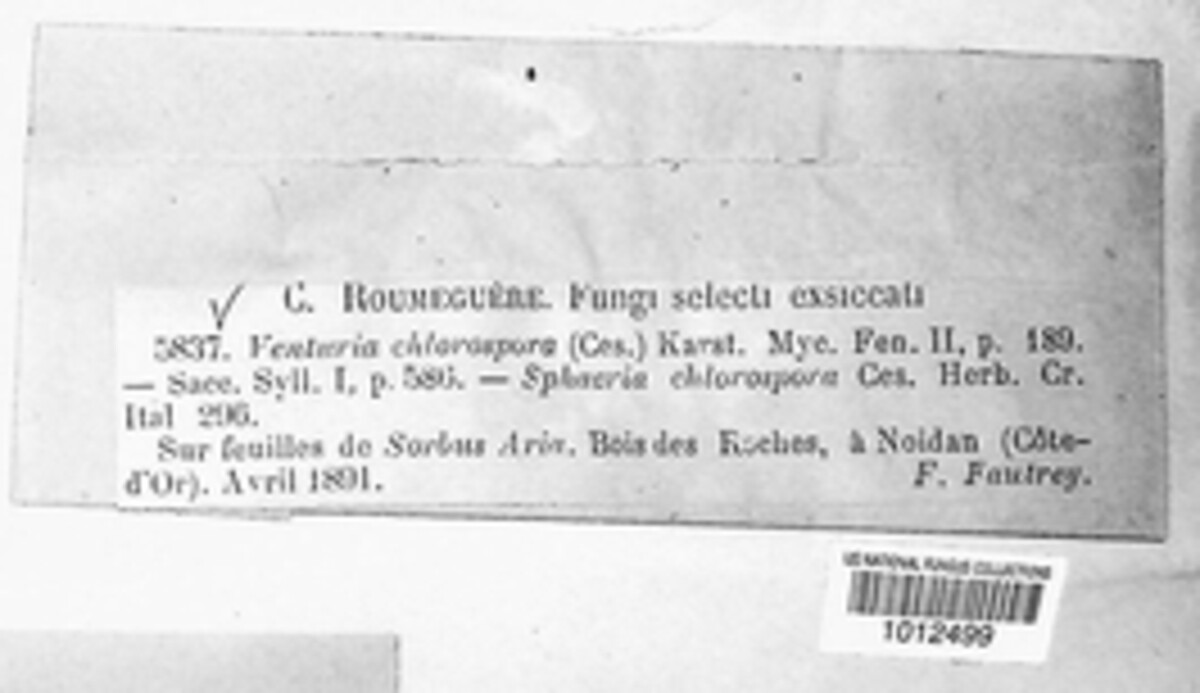 ✓ C. ROUMEGUÈRE. Fungi selecti exsiccati
5837. Venturia chlorospora (Ces.) Karst. Myc. Fen. II, p. 189.
— Sacc. Syll. I, p. 586. — Sphaeria chlorospora Ces. Herb. Cr.
Ital 296.
Sur feuilles de Sorbus Aria. Bois des Roches, à Noidan (Côte-
d'Or). Avril 1891. F. Fautrey.
US NATIONAL FUNGUS COLLECTIONS
1012499